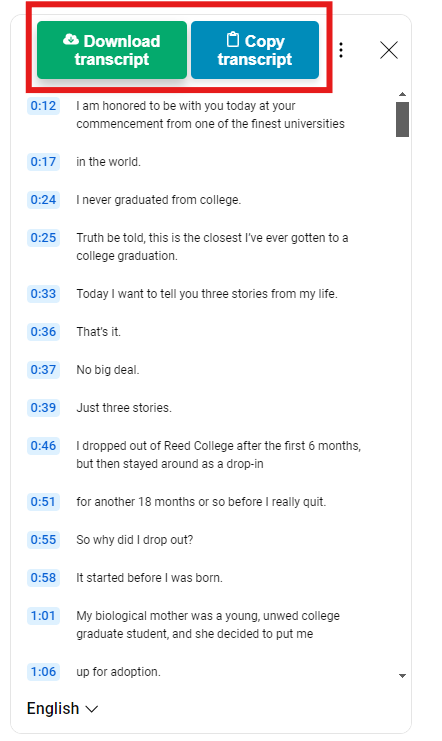 Download
transcript
Copy
transcript
0:12 I am honored to be with you today at your
commencement from one of the finest universities
0:17 in the world.
0:24 I never graduated from college.
0:25 Truth be told, this is the closest I've ever gotten to a
college graduation.
0:33 Today I want to tell you three stories from my life.
0:36 That's it.
0:37 No big deal.
0:39 Just three stories.
0:46 I dropped out of Reed College after the first 6 months,
but then stayed around as a drop-in
0:51 for another 18 months or so before I really quit.
0:55 So why did I drop out?
0:58 It started before I was born.
1:01 My biological mother was a young, unwed college
graduate student, and she decided to put me
1:06 up for adoption.
English